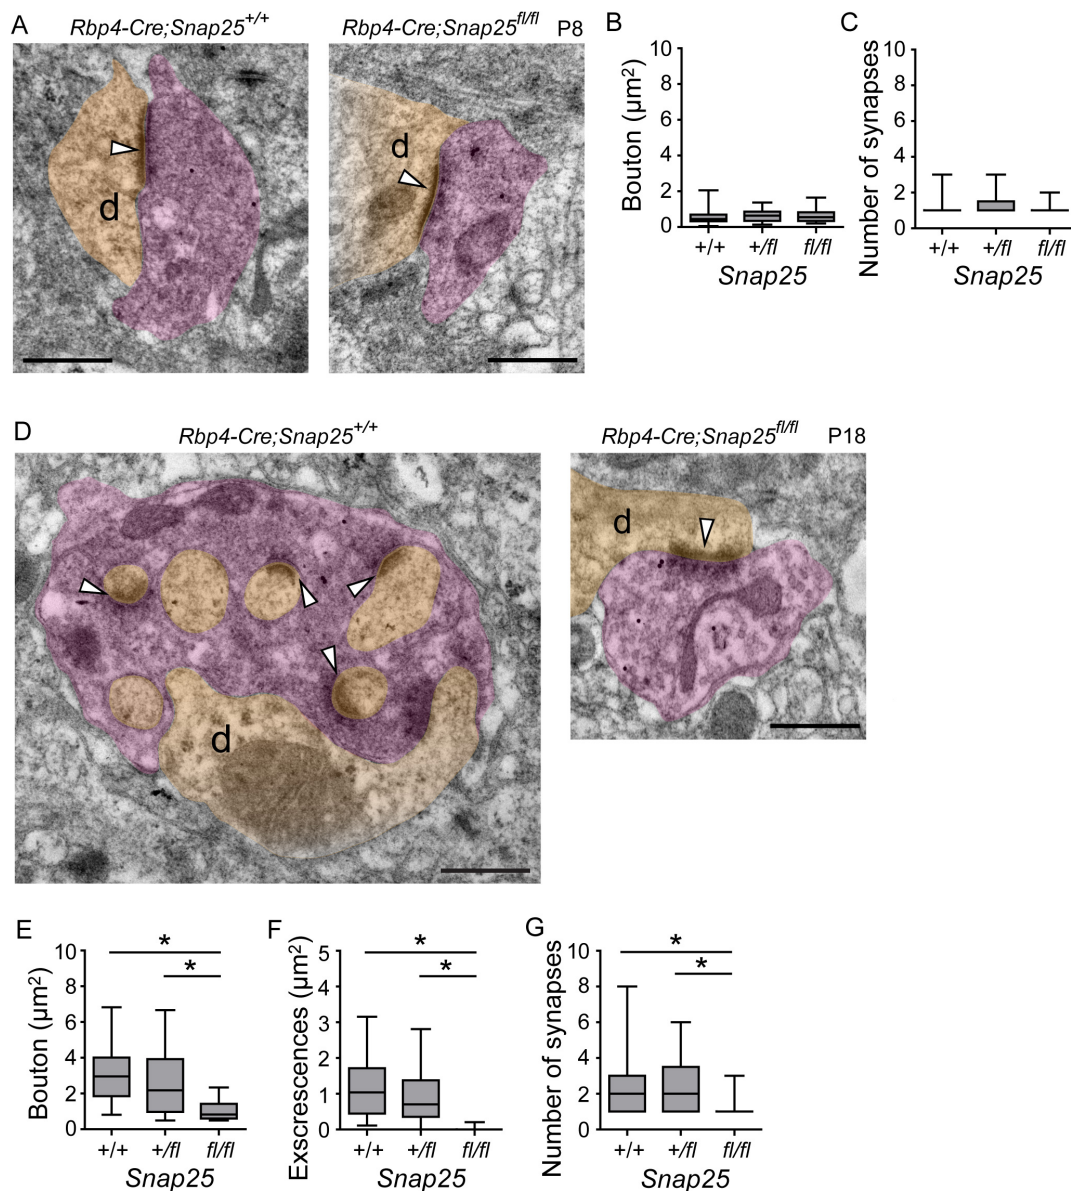 A
Rbp4-Cre;Snap25+/+
Rbp4-Cre;Snap25fl/fl
P8
d
d
B
Bouton (μm2)
10
8
6
4
2
0
+/+ +/fl fl/fl
Snap25
C
Number of synapses
10
8
6
4
2
0
+/+ +/fl fl/fl
Snap25
D
Rbp4-Cre;Snap25+/+
Rbp4-Cre;Snap25fl/fl
P18
d
d
E
Bouton (μm2)
10
8
6
4
2
0
*
*
+/+ +/fl fl/fl
Snap25
F
Exscrescences (μm2)
5
4
3
2
1
0
*
*
+/+ +/fl fl/fl
Snap25
G
Number of synapses
10
8
6
4
2
0
*
*
+/+ +/fl fl/fl
Snap25